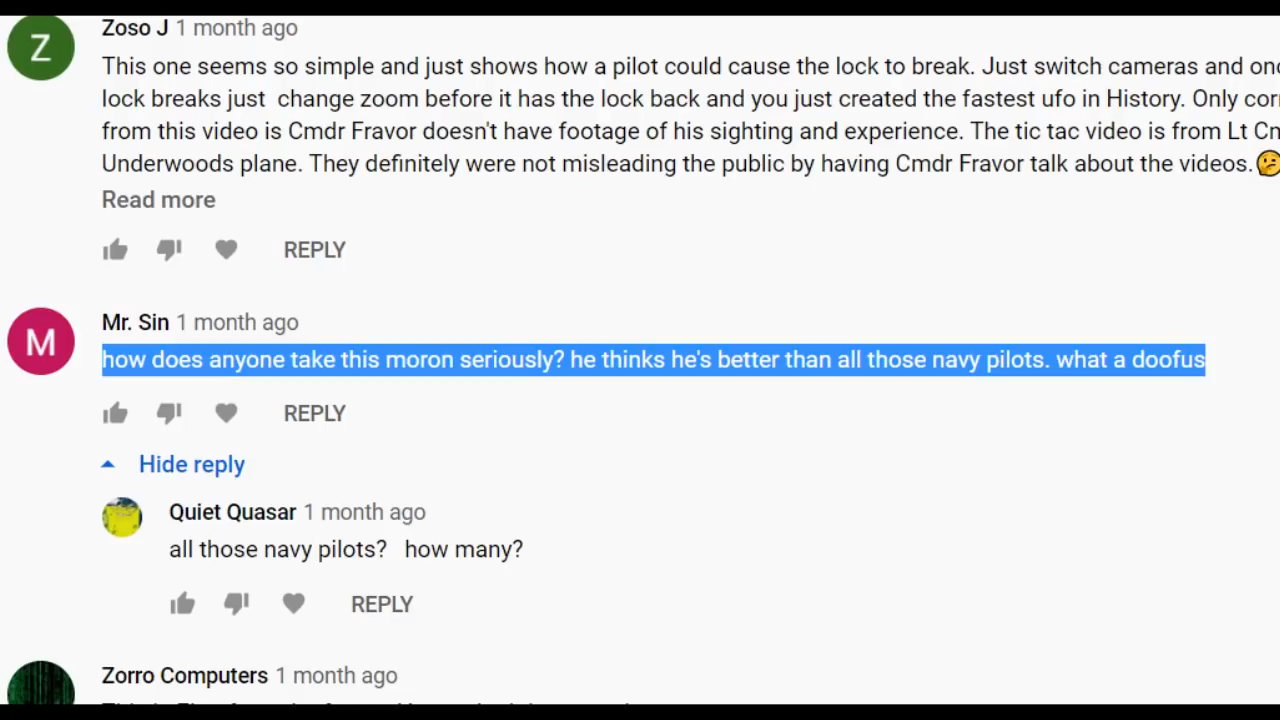 Z
Zoso J 1 month ago
This one seems so simple and just shows how a pilot could cause the lock to break. Just switch cameras and
lock breaks just change zoom before it has the lock back and you just created the fastest ufo in History. Only
from this video is Cmdr Fravor doesn't have footage of his sighting and experience. The tic tac video is from Lt
Underwoods plane. They definitely were not misleading the public by having Cmdr Fravor talk about the videos.🤔
Read more
REPLY
M
Mr. Sin 1 month ago
how does anyone take this moron seriously? he thinks he's better than all those navy pilots. what a doofus
REPLY
Hide reply
Quiet Quasar 1 month ago
all those navy pilots? how many?
REPLY
Zorro Computers 1 month ago